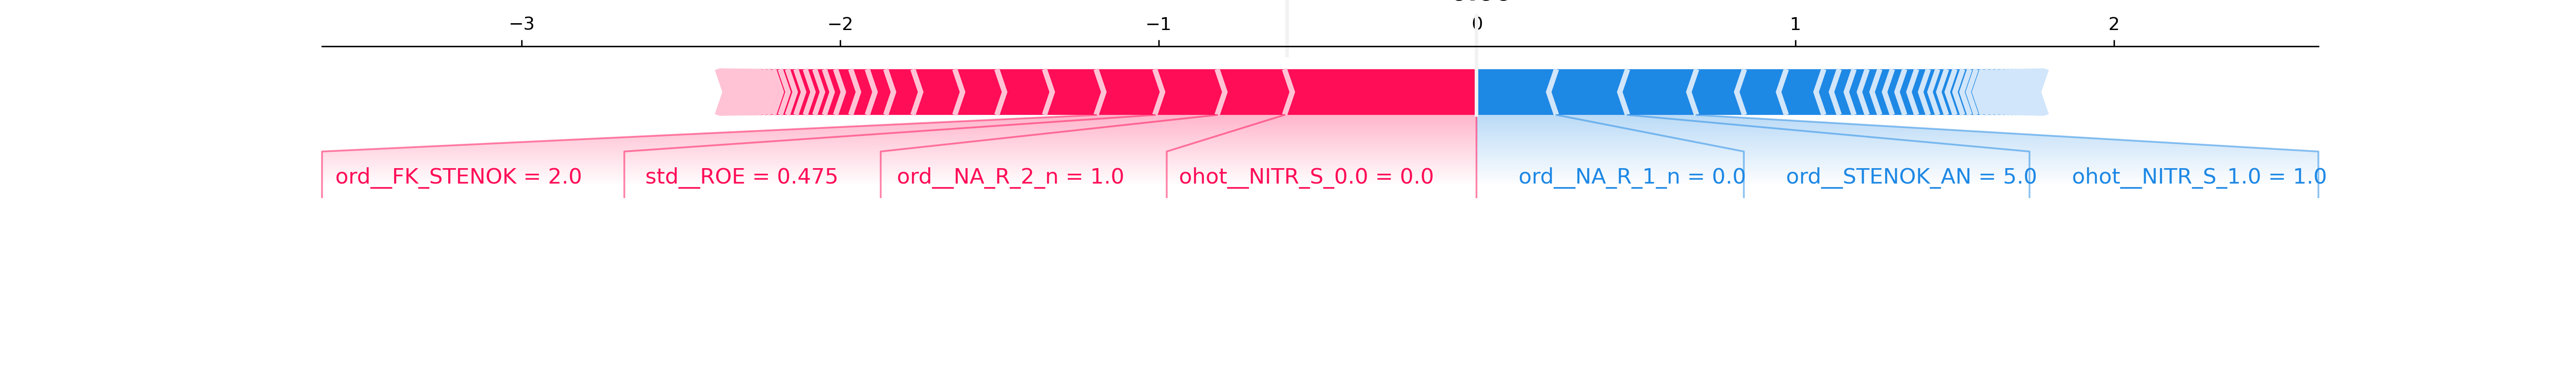 −3 −2 −1 0 1 2
ord__FK_STENOK = 2.0 std__ROE = 0.475 ord__NA_R_2_n = 1.0 ohot__NITR_S_0.0 = 0.0 ord__NA_R_1_n = 0.0 ord__STENOK_AN = 5.0 ohot__NITR_S_1.0 = 1.0